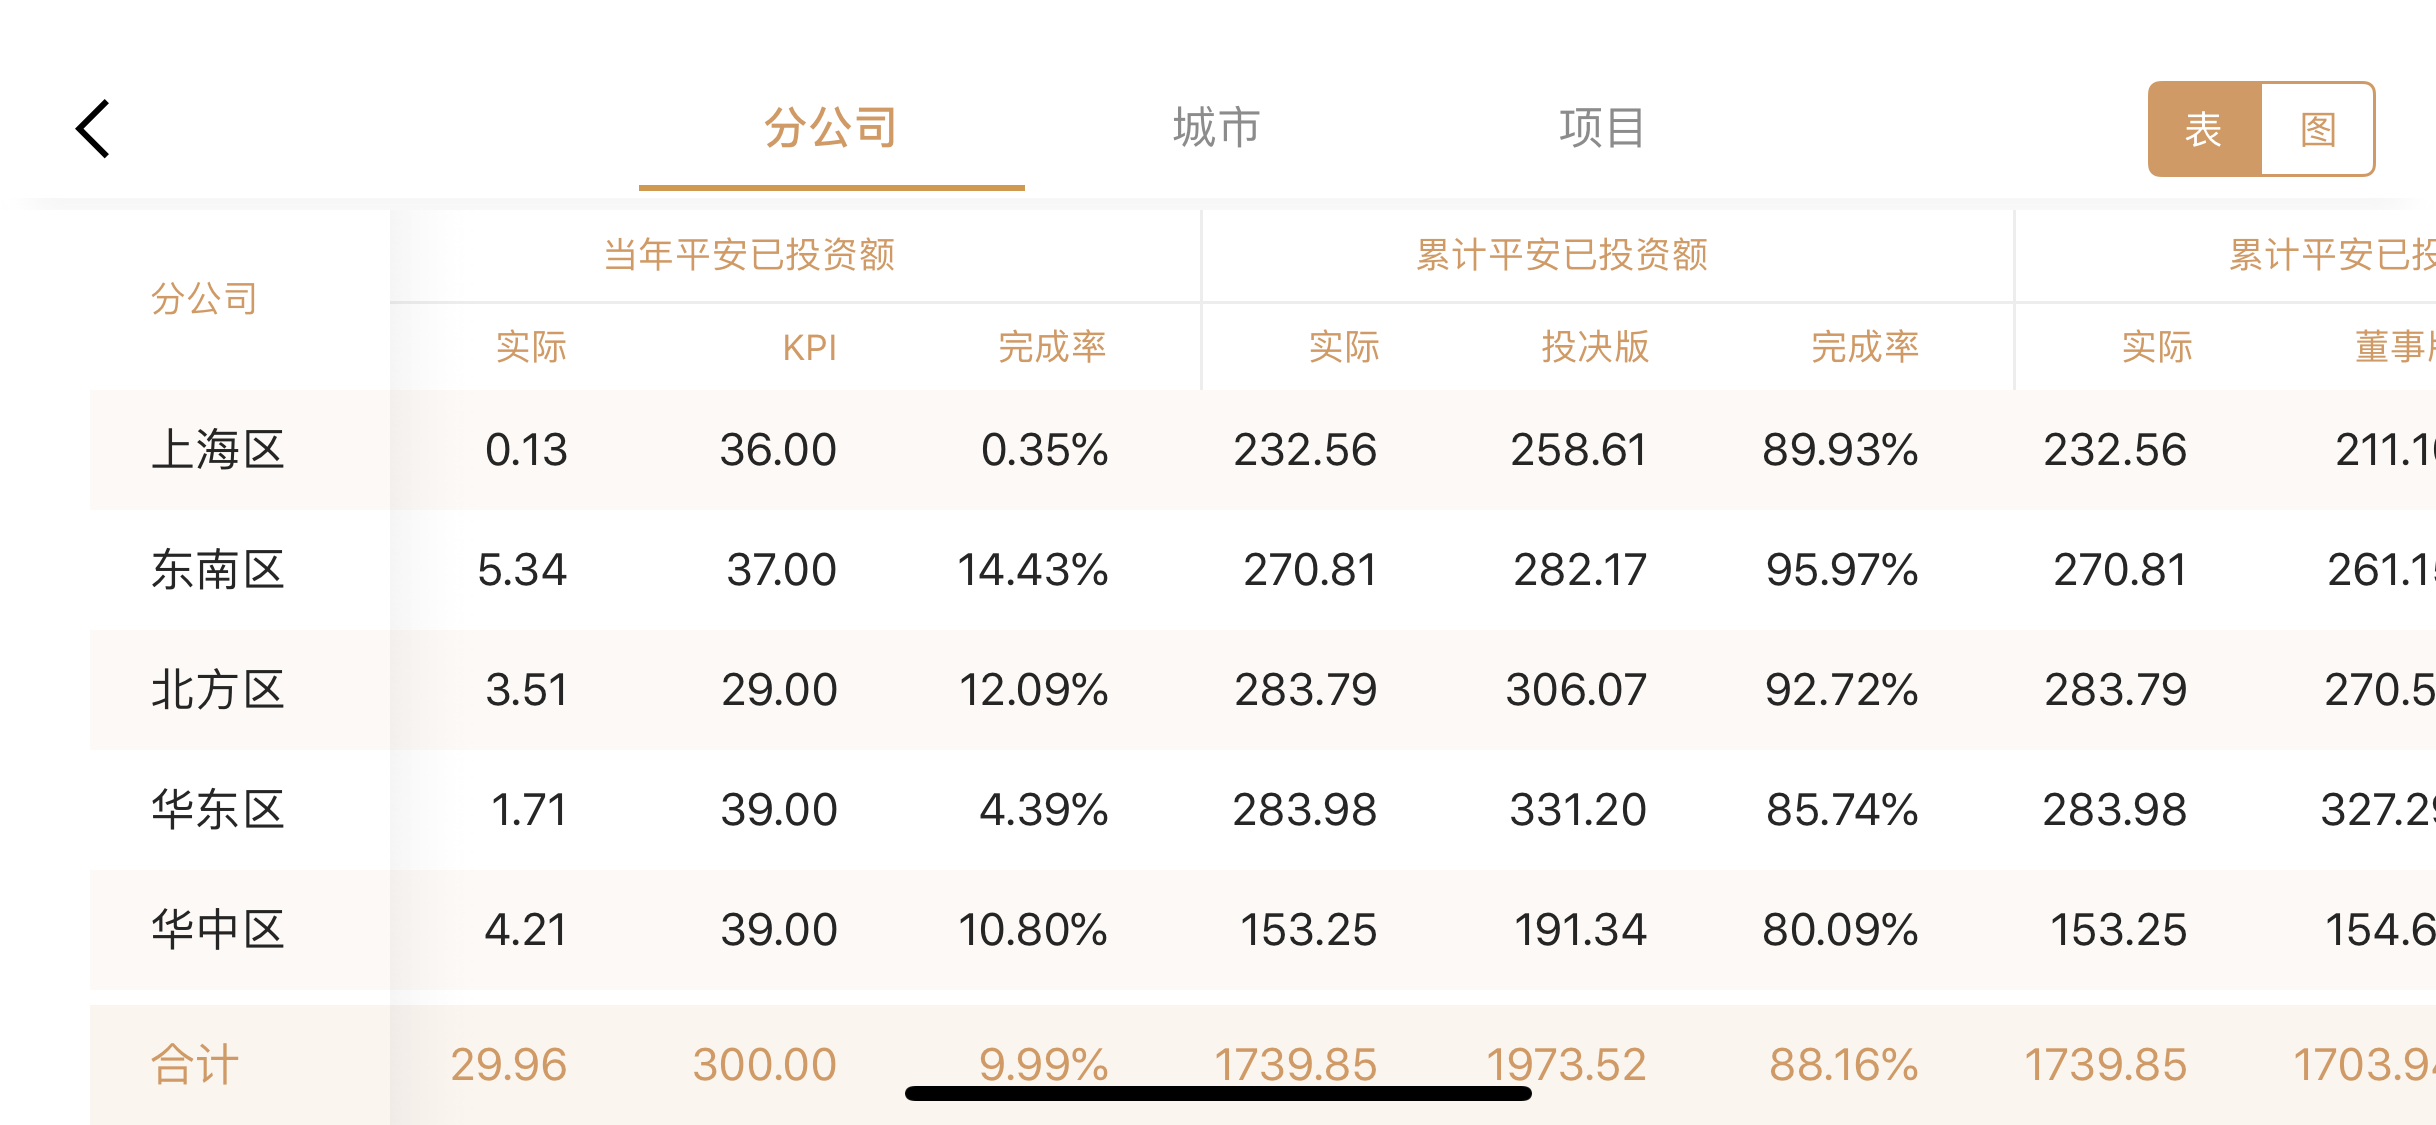 分公司 城市 项目 表 图
分公司 当年平安已投资额 累计平安已投资额 累计平安已投
实际 KPI 完成率 实际 投决版 完成率 实际 董事
上海区 0.13 36.00 0.35% 232.56 258.61 89.93% 232.56 211.1
东南区 5.34 37.00 14.43% 270.81 282.17 95.97% 270.81 261.1
北方区 3.51 29.00 12.09% 283.79 306.07 92.72% 283.79 270.5
华东区 1.71 39.00 4.39% 283.98 331.20 85.74% 283.98 327.2
华中区 4.21 39.00 10.80% 153.25 191.34 80.09% 153.25 154.6
合计 29.96 300.00 9.99% 1739.85 1973.52 88.16% 1739.85 1703.9